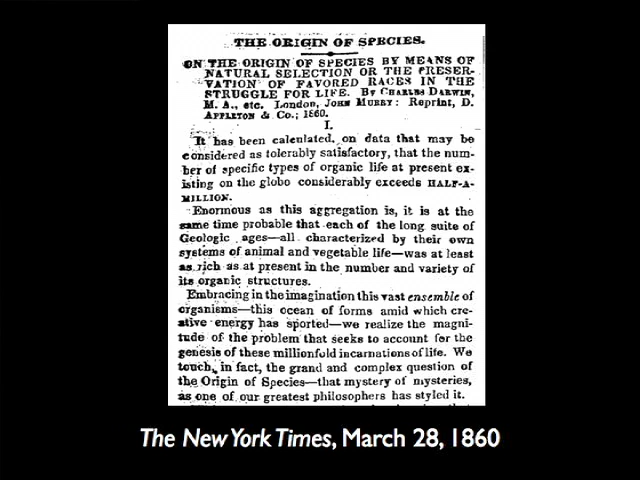 THE ORIGIN OF SPECIES.
ON THE ORIGIN OF SPECIES BY MEANS OF
NATURAL SELECTION OR THE PRESER-
VATION OF FAVORED RACES IN THE
STRUGGLE FOR LIFE. By CHARLES DARWIN,
M. A., etc. London, JOHN MURRY: Reprint, D.
APPLETON & Co.; 1860.
I.
It has been calculated, on data that may be
considered as tolerably satisfactory, that the num-
ber of specific types of organic life at present ex-
isting on the globo considerably exceeds HALF-A-
MILLION.
Enormous as this aggregation is, it is at the
same time probable that each of the long suite of
Geologic ages—all characterized by their own
systems of animal and vegetable life—was at least
as rich as at present in the number and variety of
its organic structures.
Embracing in the imagination this vast ensemble of
organisms—this ocean of forms amid which cre-
ative energy has sported—we realize the magni-
tude of the problem that seeks to account for the
genesis of these millionfold incarnations of life. We
touch, in fact, the grand and complex question of
the Origin of Species—that mystery of mysteries,
as one of our greatest philosophers has styled it.
The New York Times, March 28, 1860